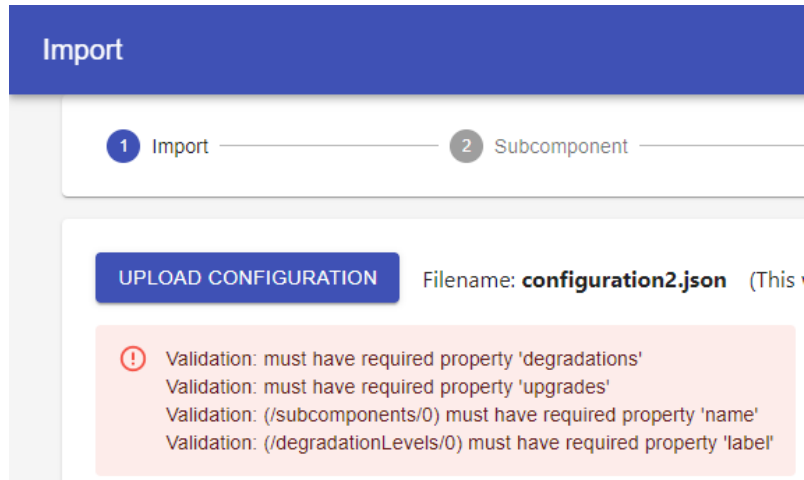 Import
1 Import 2 Subcomponent
UPLOAD CONFIGURATION Filename: configuration2.json (This
Validation: must have required property 'degradations'
Validation: must have required property 'upgrades'
Validation: (/subcomponents/0) must have required property 'name'
Validation: (/degradationLevels/0) must have required property 'label'